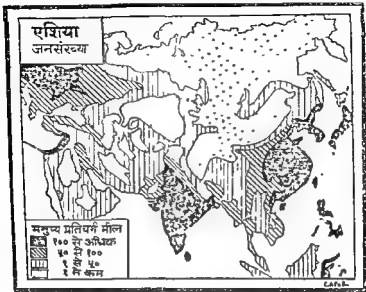 एशिया
जनसंख्या
मनुष्य प्रतिवर्ग मील
१०० से अधिक
५० से १००
१ से ५०
१ से कम